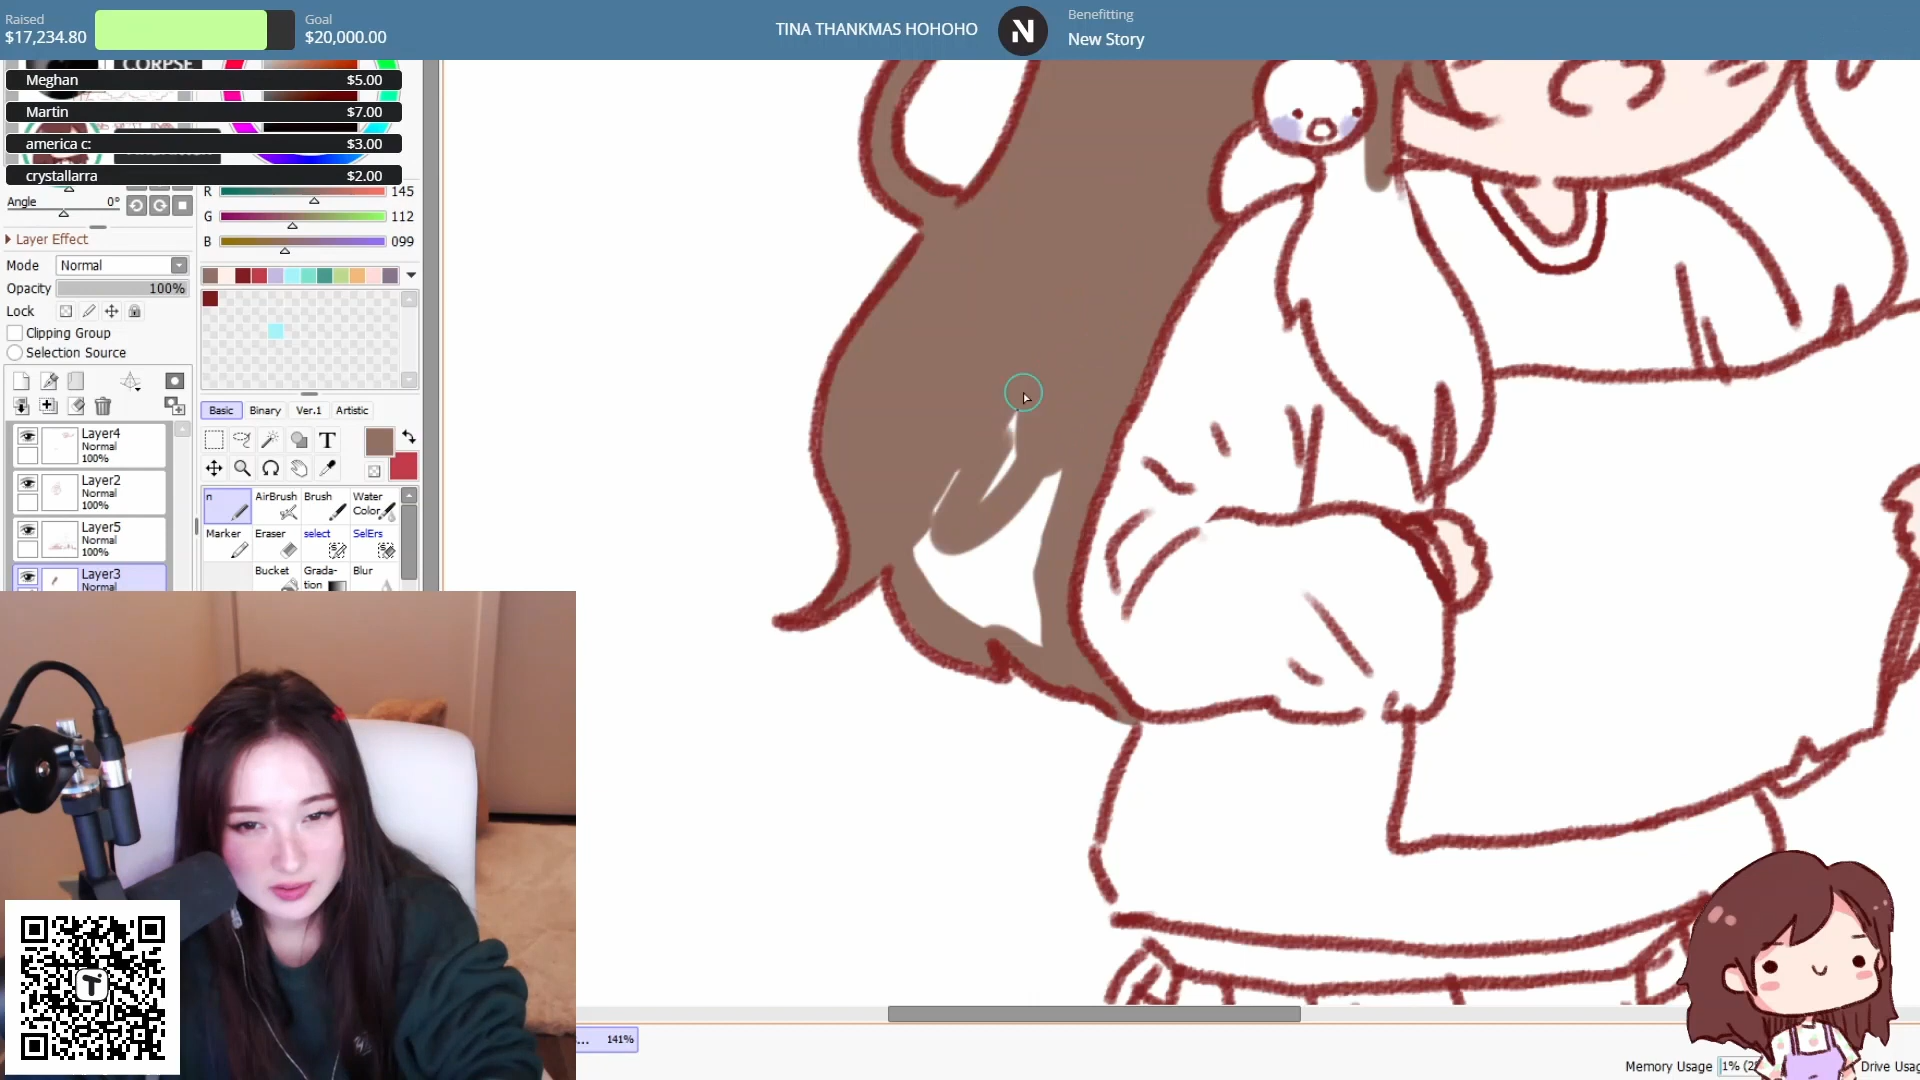 Raised
$17,234.80
Goal
$20,000.00
TINA THANKMAS HOHOHO
Benefitting
New Story
CORPSE
Meghan $5.00
Martin $7.00
america c: $3.00
crystallarra $2.00
R 145
G 112
B 099
Angle 0°
Layer Effect
Mode Normal
Opacity 100%
Lock
Clipping Group
Selection Source
Basic Binary Ver.1 Artistic
T
Layer4
Normal
100%
Layer2
Normal
100%
Layer5
Normal
100%
Layer3
Normal
n AirBrush Brush Water Color
Marker Eraser select SelErs
Bucket Grada-tion Blur
... 141%
Memory Usage 1%